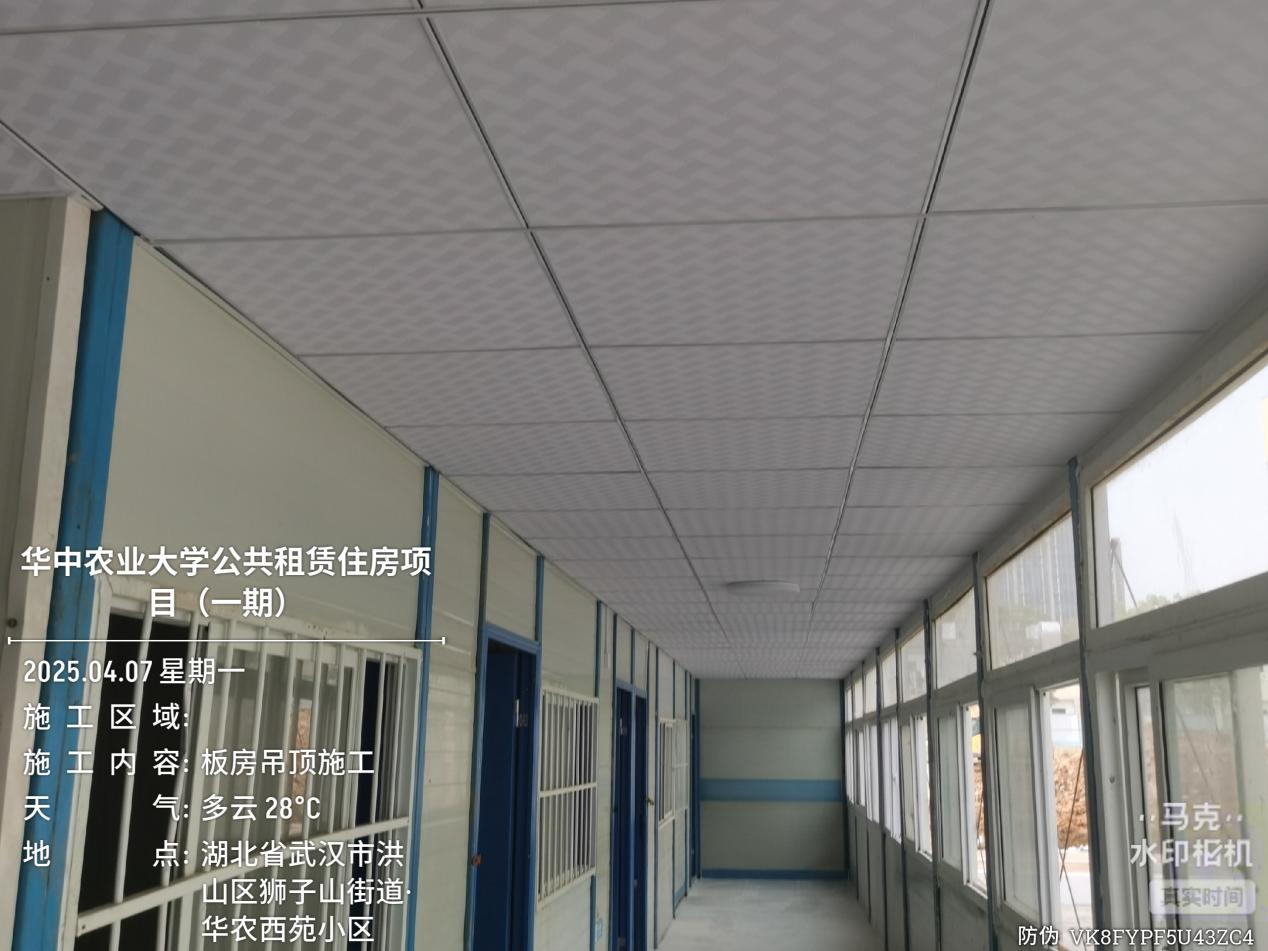 华中农业大学公共租赁住房项
目（一期）
2025.04.07 星期一
施工区域:
施工内容: 板房吊顶施工
天气: 多云 28°C
地点: 湖北省武汉市洪
山区狮子山街道·
华农西苑小区
马克
水印相机
真实时间
防伪 VK8FYPF5U43ZC4